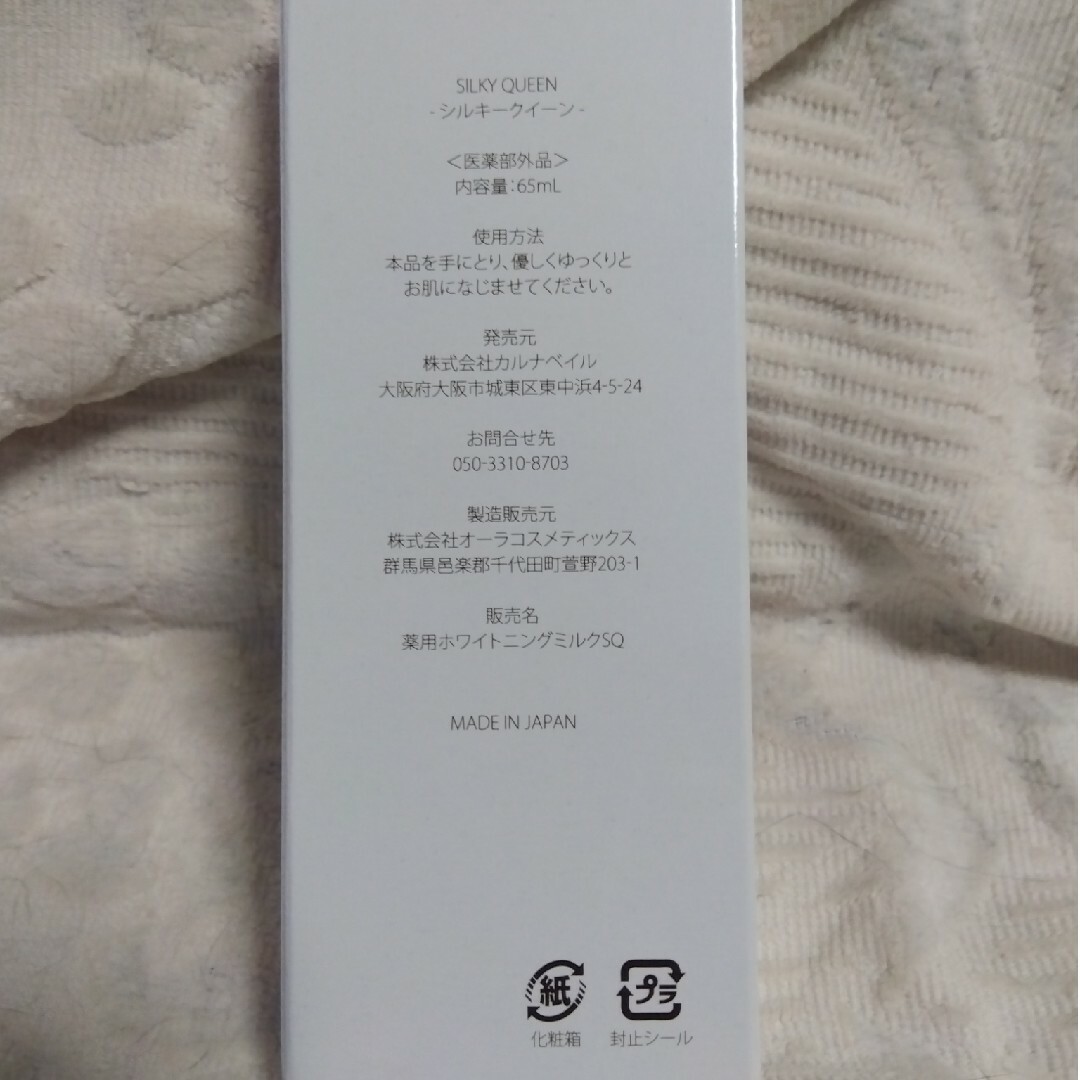 SILKY QUEEN
- シルキークイーン -
＜医薬部外品＞
内容量：65mL
使用方法
本品を手にとり、優しくゆっくりと
お肌になじませてください。
発売元
株式会社カルナベイル
大阪府大阪市城東区東中浜4-5-24
お問合せ先
050-3310-8703
製造販売元
株式会社オーラコスメティックス
群馬県邑楽郡千代田町萱野203-1
販売名
薬用ホワイトニングミルクSQ
MADE IN JAPAN
紙
プラ
化粧箱
封止シール